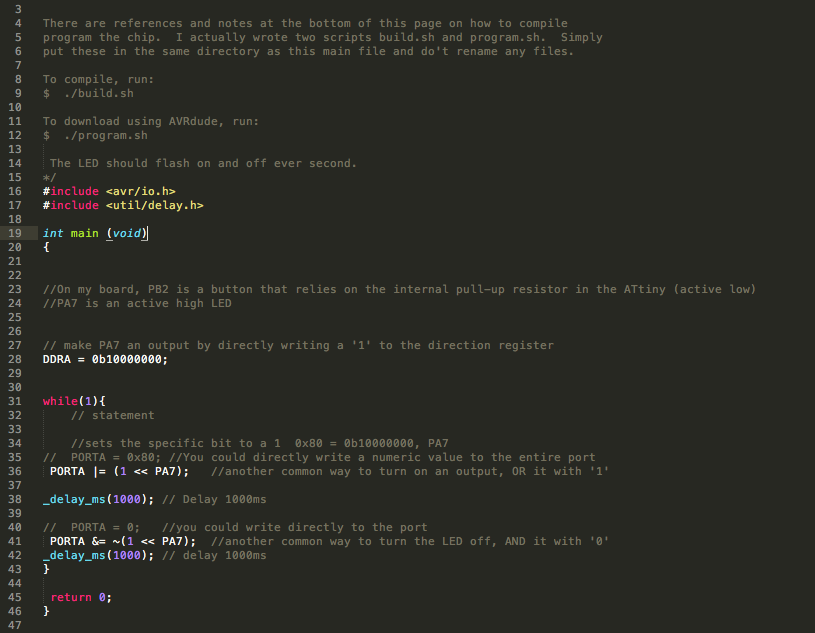 3
4 There are references and notes at the bottom of this page on how to compile
5 program the chip.  I actually wrote two scripts build.sh and program.sh.  Simply
6 put these in the same directory as this main file and do't rename any files.
7
8 To compile, run:
9 $  ./build.sh
10
11 To download using AVRdude, run:
12 $  ./program.sh
13
14  The LED should flash on and off ever second.
15 */
16 #include <avr/io.h>
17 #include <util/delay.h>
18
19 int main (void)
20 {
21
22
23 //On my board, PB2 is a button that relies on the internal pull-up resistor in the ATtiny (active low)
24 //PA7 is an active high LED
25
26
27 // make PA7 an output by directly writing a '1' to the direction register
28 DDRA = 0b10000000;
29
30
31 while(1){
32     // statement
33
34     //sets the specific bit to a 1  0x80 = 0b10000000, PA7
35 //  PORTA = 0x80; //You could directly write a numeric value to the entire port
36  PORTA |= (1 << PA7);   //another common way to turn on an output, OR it with '1'
37
38 _delay_ms(1000); // Delay 1000ms
39
40 //  PORTA = 0;   //you could write directly to the port
41  PORTA &= ~(1 << PA7);  //another common way to turn the LED off, AND it with '0'
42 _delay_ms(1000); // delay 1000ms
43 }
44
45  return 0;
46 }
47